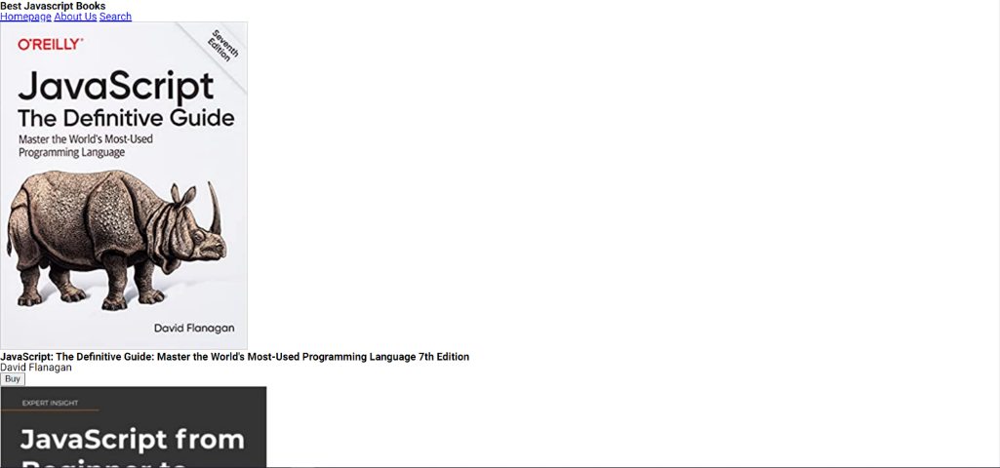 Best Javascript Books
Homepage About Us Search
O'REILLY®
Seventh
Edition
JavaScript
The Definitive Guide
Master the World's Most-Used
Programming Language
David Flanagan
JavaScript: The Definitive Guide: Master the World's Most-Used Programming Language 7th Edition
David Flanagan
Buy
EXPERT INSIGHT
JavaScript from
Beginner to